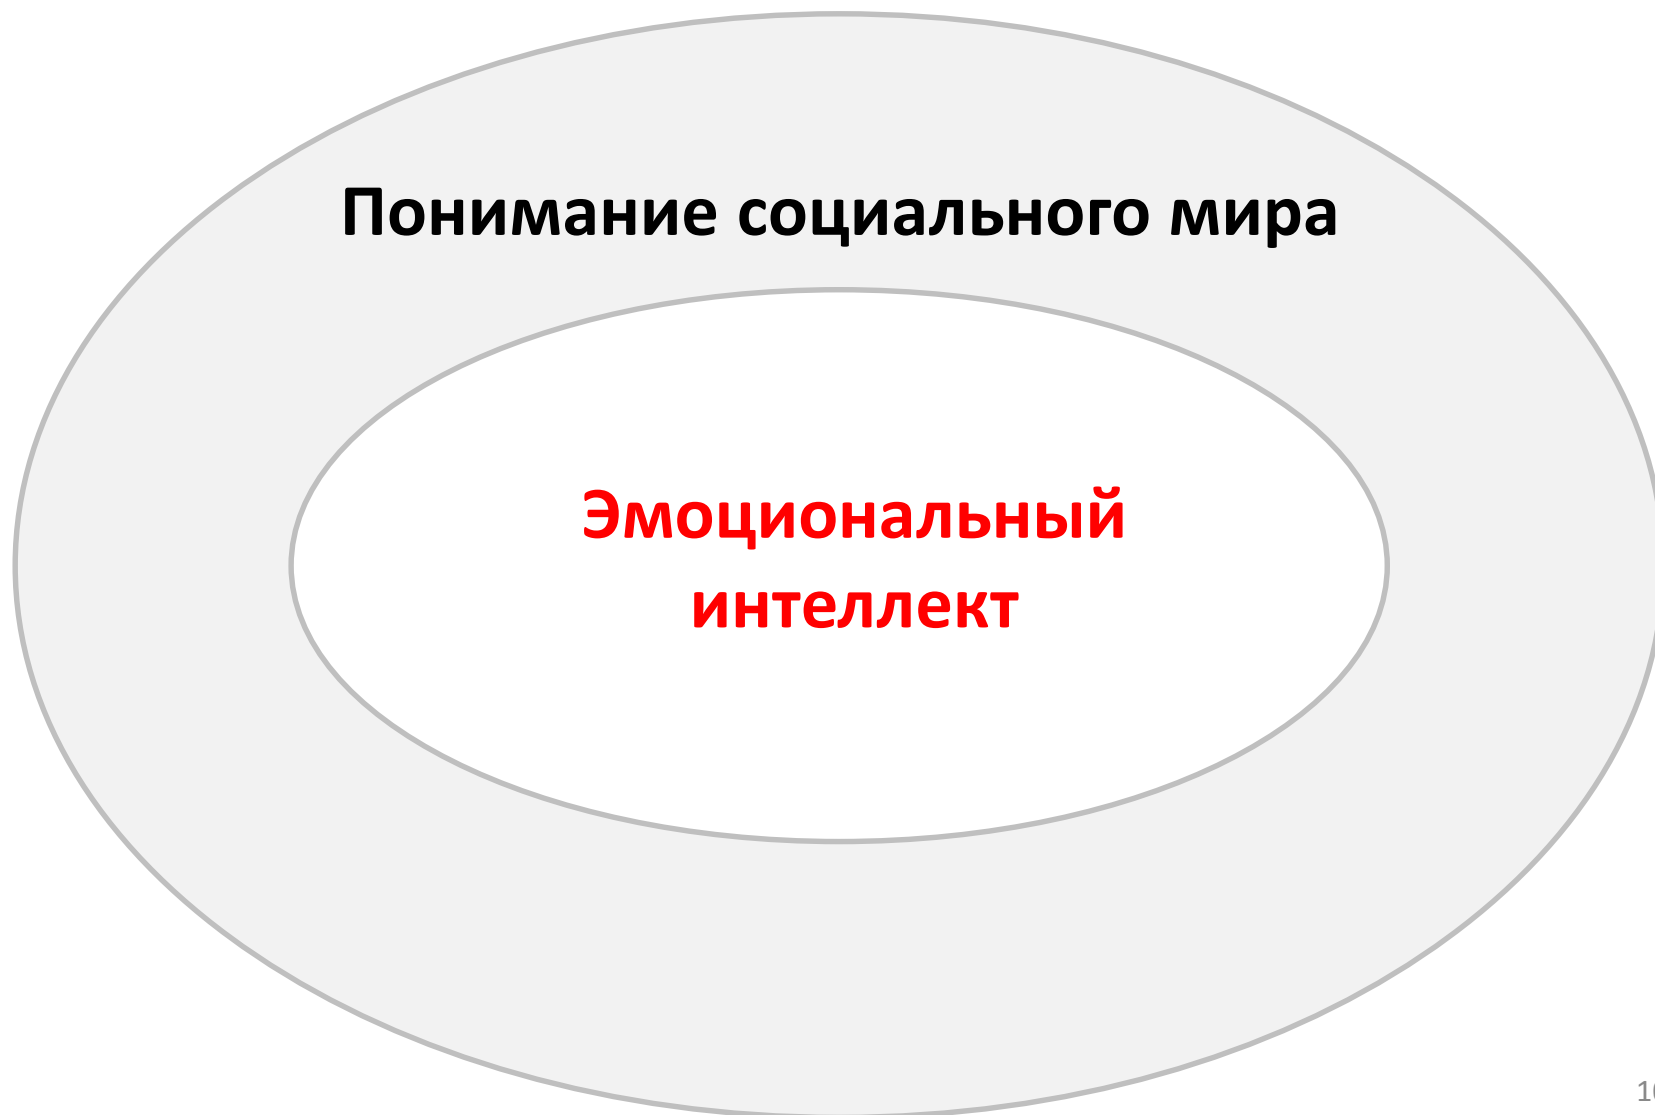 Понимание социального мира
Эмоциональный
интеллект